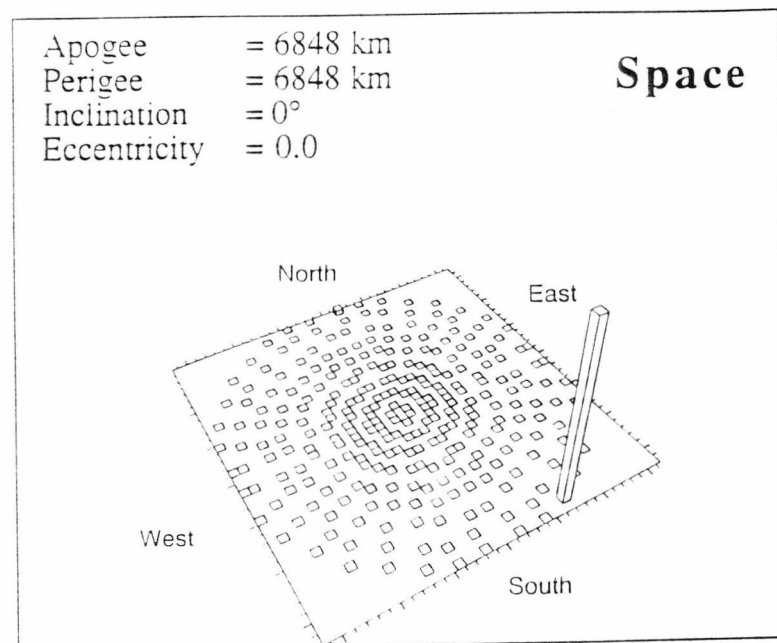 Apogee = 6848 km
Perigee = 6848 km
Inclination = 0°
Eccentricity = 0.0
Space
North
East
West
South